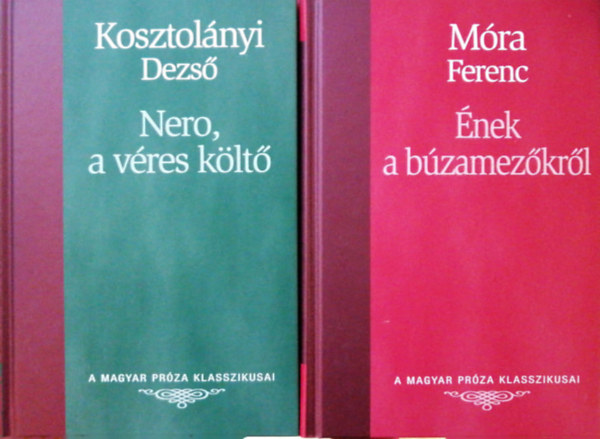 Kosztolányi
Dezső
Nero,
a véres költő
A MAGYAR PRÓZA KLASSZIKUSAI
Móra
Ferenc
Ének
a búzamezőkről
A MAGYAR PRÓZA KLASSZIKUSAI